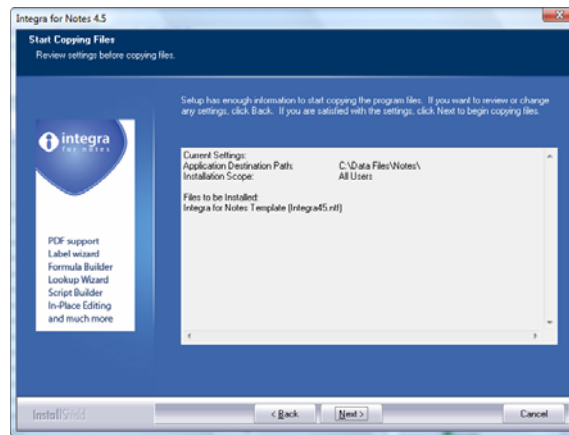 Integra for Notes 4.5
Start Copying Files
Review settings before copying files.
Setup has enough information to start copying the program files. If you want to review or change
any settings, click Back. If you are satisfied with the settings, click Next to begin copying files.
integra
for notes
Current Settings:
Application Destination Path: C:\Data Files\Notes\
Installation Scope: All Users
Files to be Installed:
Integra for Notes Template (Integra45.ntf)
PDF support
Label wizard
Formula Builder
Lookup Wizard
Script Builder
In-Place Editing
and much more
InstallShield
< Back
Next >
Cancel